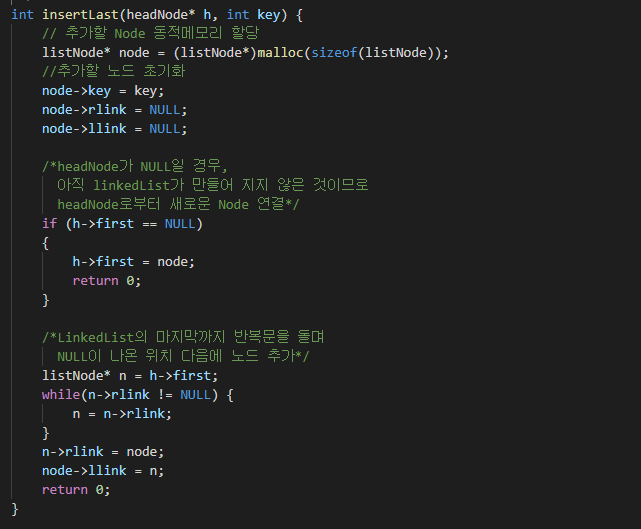 int insertLast(headNode* h, int key) {
// 추가할 Node 동적메모리 할당
listNode* node = (listNode*)malloc(sizeof(listNode));
//추가할 노드 초기화
node->key = key;
node->rlink = NULL;
node->llink = NULL;
/*headNode가 NULL일 경우,
아직 linkedList가 만들어 지지 않은 것이므로
headNode로부터 새로운 Node 연결*/
if (h->first == NULL)
{
h->first = node;
return 0;
}
/*LinkedList의 마지막까지 반복문을 돌며
NULL이 나온 위치 다음에 노드 추가*/
listNode* n = h->first;
while(n->rlink != NULL) {
n = n->rlink;
}
n->rlink = node;
node->llink = n;
return 0;
}